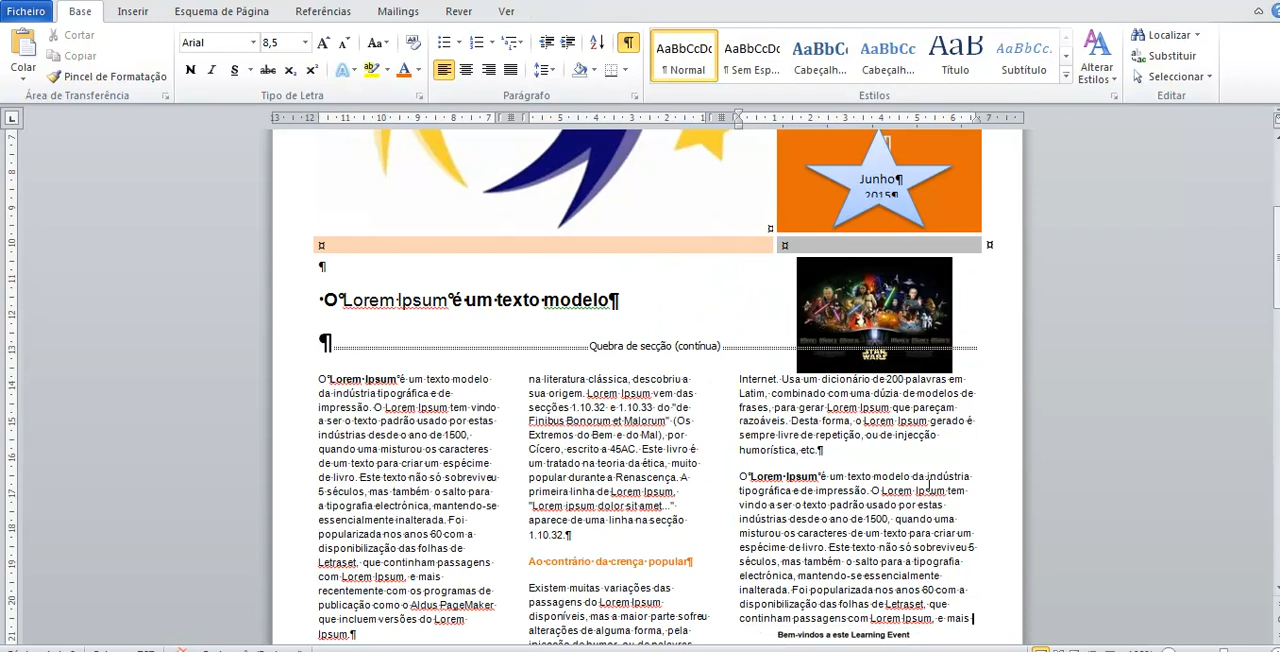 Ficheiro Base Inserir Esquema de Página Referências Mailings Rever Ver
Colar
Cortar
Copiar
Pincel de Formatação
Área de Transferência
Arial 8,5
Tipo de Letra
Parágrafo
AaBbCcDc ¶ Normal
AaBbCcDc ¶ Sem Esp...
AaBbCc Cabeçalh...
AaBbCc Cabeçalh...
AaB Título
AaBbCc. Subtítulo
Estilos
Alterar Estilos
Localizar
Substituir
Seleccionar
Editar
Junho¶
2015¶
STAR WARS
·O°Lorem·Ipsum°é·um·texto·modelo¶
Quebra de secção (contínua)
O°Lorem·Ipsum°é·um·texto·modelo·
da·indústria·tipográfica·e·de·
impressão.·O·Lorem·Ipsum·tem·vindo·
a·ser·o·texto·padrão·usado·por·estas·
indústrias·desde·o·ano·de·1500,·
quando·uma·misturou·os·caracteres·
de·um·texto·para·criar·um·espécime·
de·livro.·Este·texto·não·só·sobreviveu·
5·séculos,·mas·também·o·salto·para·
a·tipografia·electrónica,·mantendo-se·
essencialmente·inalterada.·Foi·
popularizada·nos·anos·60·com·a·
disponibilização·das·folhas·de·
Letraset,·que·continham·passagens·
com·Lorem·Ipsum,·e·mais·
recentemente·com·os·programas·de·
publicação·como·o·Aldus·PageMaker·
que·incluem·versões·do·Lorem·
Ipsum.¶
na·literatura·clássica,·descobriu·a·
sua·origem.·Lorem·Ipsum·vem·das·
secções·1.10.32·e·1.10.33·do·"de·
Finibus·Bonorum·et·Malorum"·(Os·
Extremos·do·Bem·e·do·Mal),·por·
Cícero,·escrito·a·45AC.·Este·livro·é·
um·tratado·na·teoria·da·ética,·muito·
popular·durante·a·Renascença.·A·
primeira·linha·de·Lorem·Ipsum,·
"Lorem·ipsum·dolor·sit·amet..."·
aparece·de·uma·linha·na·secção·
1.10.32.¶
Ao·contrário·da·crença·popular¶
Existem·muitas·variações·das·
passagens·do·Lorem·Ipsum·
disponíveis,·mas·a·maior·parte·sofreu·
alterações·de·alguma·forma,·pela·
injecção·de·humor,·ou·de·palavras·
Internet.·Usa·um·dicionário·de·200·palavras·em·
Latim,·combinado·com·uma·dúzia·de·modelos·de·
frases,·para·gerar·Lorem·Ipsum·que·pareçam·
razoáveis.·Desta·forma,·o·Lorem·Ipsum·gerado·é·
sempre·livre·de·repetição,·ou·de·injecção·
humorística,·etc.¶
O°Lorem·Ipsum°é·um·texto·modelo·da·indústria·
tipográfica·e·de·impressão.·O·Lorem·Ipsum·tem·
vindo·a·ser·o·texto·padrão·usado·por·estas·
indústrias·desde·o·ano·de·1500,·quando·uma·
misturou·os·caracteres·de·um·texto·para·criar·um·
espécime·de·livro.·Este·texto·não·só·sobreviveu·5·
séculos,·mas·também·o·salto·para·a·tipografia·
electrónica,·mantendo-se·essencialmente·
inalterada.·Foi·popularizada·nos·anos·60·com·a·
disponibilização·das·folhas·de·Letraset,·que·
continham·passagens·com·Lorem·Ipsum,·e·mais·
Bem-vindos a este Learning Event